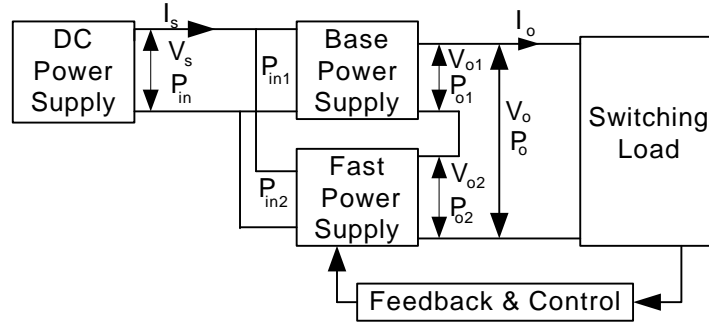 DC
Power
Supply
I_s
V_s
P_in
P_in1
P_in2
Base
Power
Supply
Fast
Power
Supply
V_o1
P_o1
V_o2
P_o2
I_o
V_o
P_o
Switching
Load
Feedback & Control